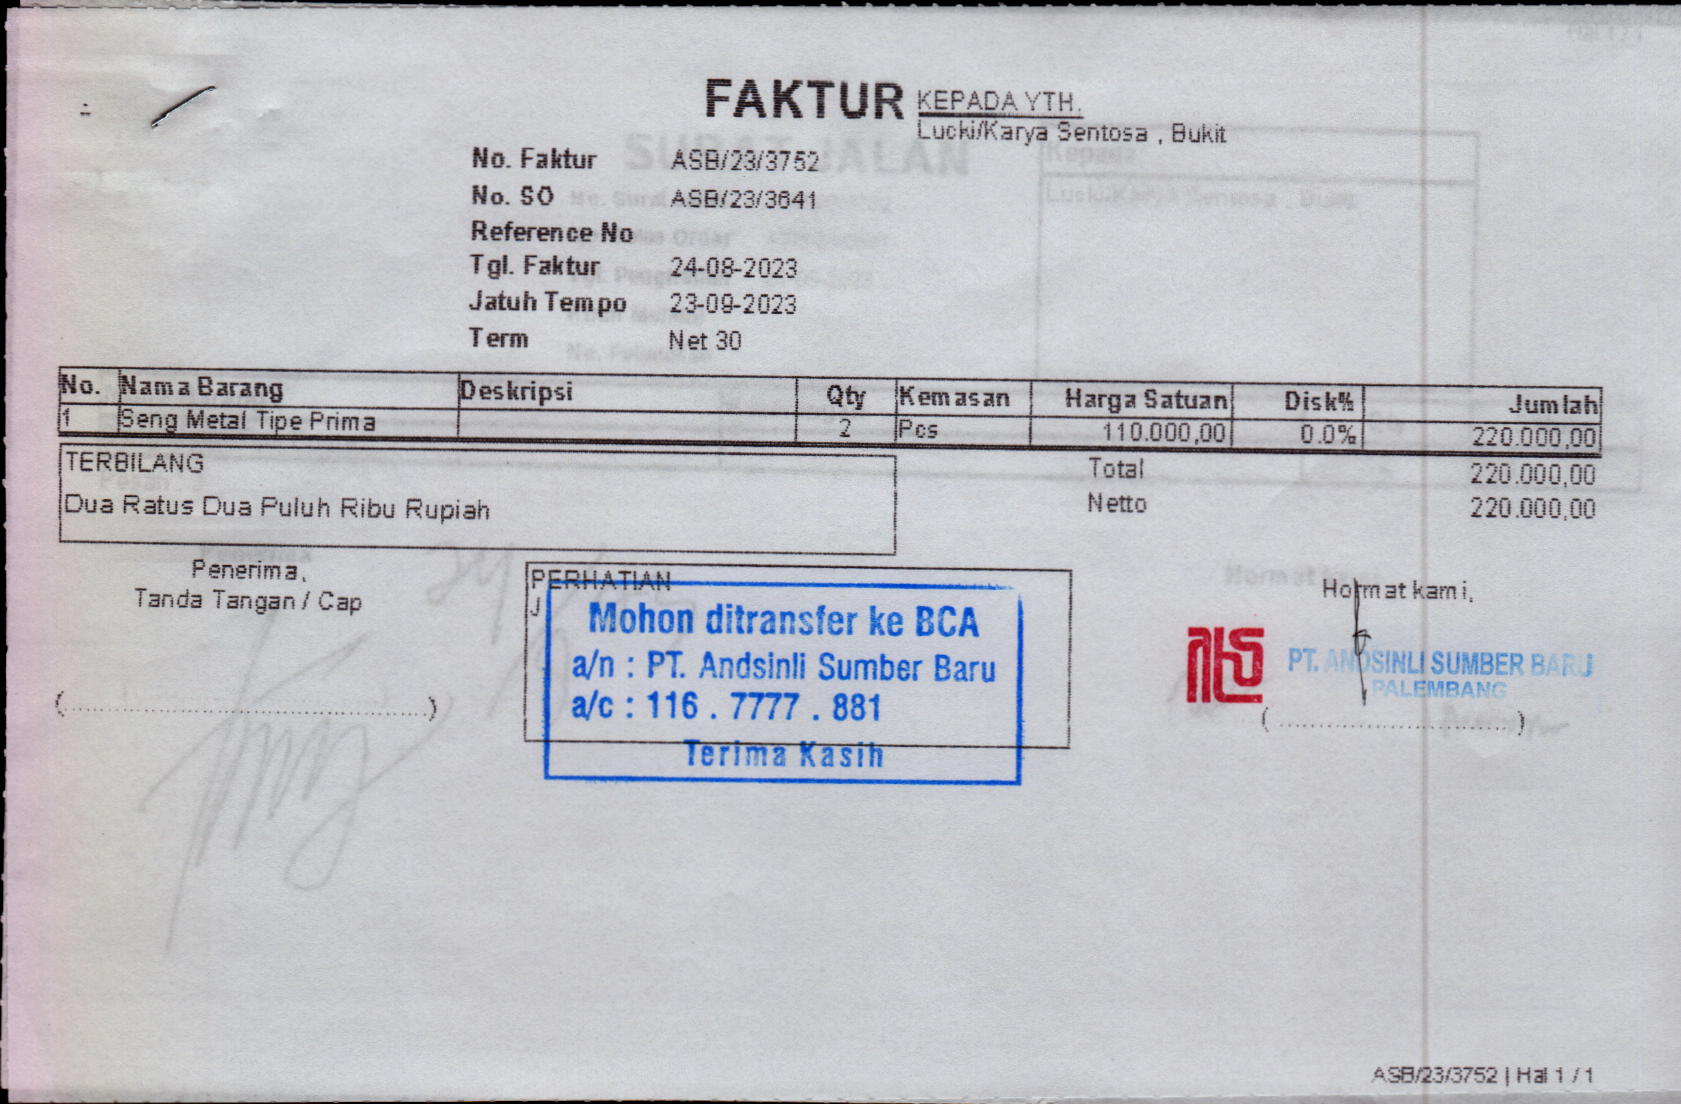 FAKTUR
KEPADA YTH.
Lucki/Karya Sentosa , Bukit
No. Faktur ASB/23/3752
No. SO ASB/23/3641
Reference No
Tgl. Faktur 24-08-2023
Jatuh Tempo 23-09-2023
Term Net 30
No. Nama Barang Deskripsi Qty Kemasan Harga Satuan Disk% Jumlah
1 Seng Metal Tipe Prima 2 Pcs 110.000,00 0.0% 220.000,00
TERBILANG
Dua Ratus Dua Puluh Ribu Rupiah
Total 220.000,00
Netto 220.000,00
Penerima,
Tanda Tangan / Cap
(..................................................)
PERHATIAN
J
Mohon ditransfer ke BCA
a/n : PT. Andsinli Sumber Baru
a/c : 116 . 7777 . 881
Terima Kasih
Hormat kami,
PT. ANDSINLI SUMBER BARU
PALEMBANG
(..................................)
ASB/23/3752 | Hal 1 / 1